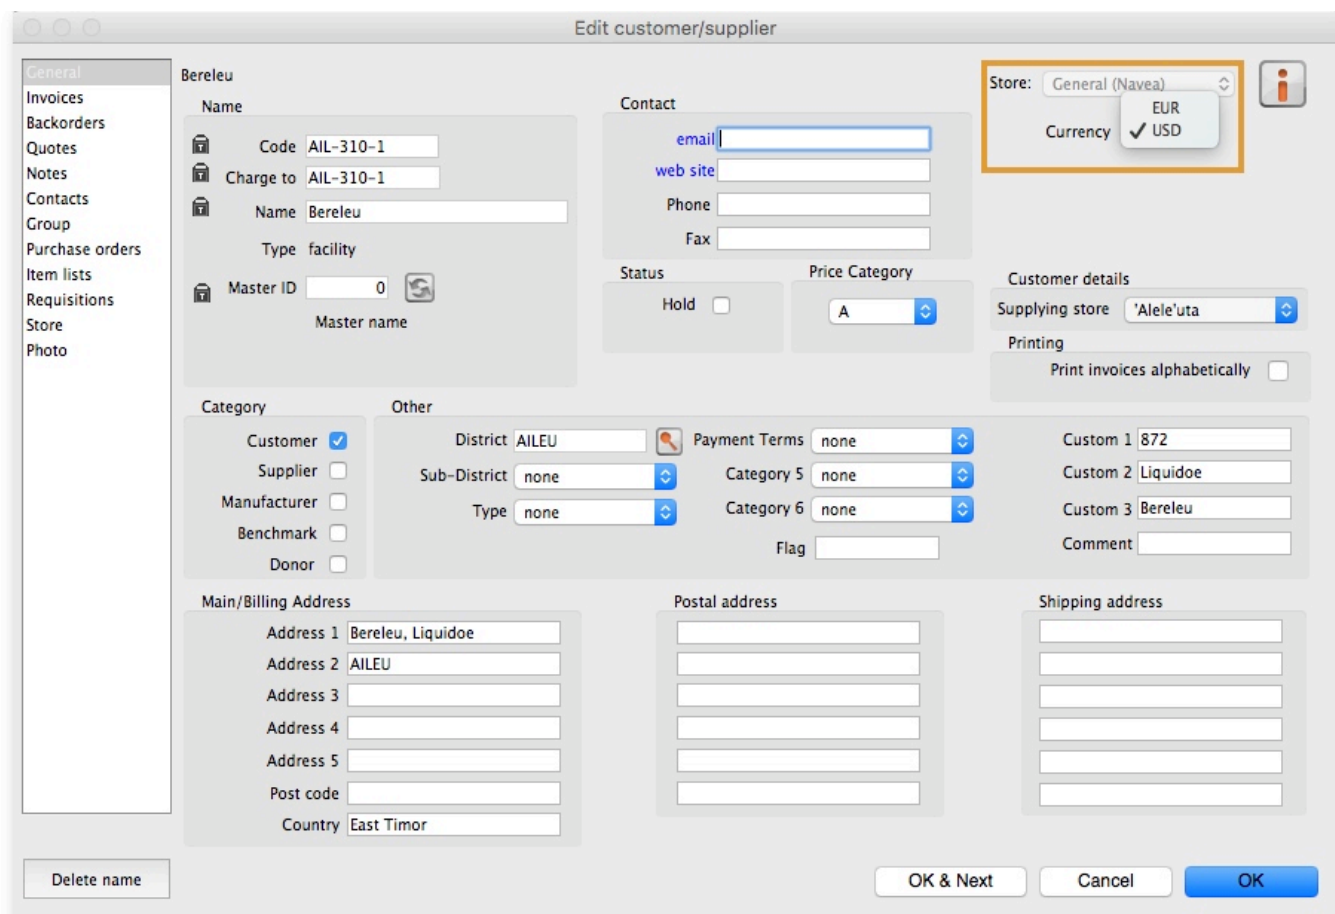 Edit customer/supplier
General
Invoices
Backorders
Quotes
Notes
Contacts
Group
Purchase orders
Item lists
Requisitions
Store
Photo
Delete name
Bereleu
Name
Code AIL-310-1
Charge to AIL-310-1
Name Bereleu
Type facility
Master ID 0
Master name
Contact
email
web site
Phone
Fax
Store: General (Navea)
EUR
Currency ✓ USD
Status
Hold
Price Category
A
Customer details
Supplying store 'Alele'uta
Printing
Print invoices alphabetically
Category
Customer
Supplier
Manufacturer
Benchmark
Donor
Other
District AILEU
Sub-District none
Type none
Payment Terms none
Category 5 none
Category 6 none
Flag
Custom 1 872
Custom 2 Liquidoe
Custom 3 Bereleu
Comment
Main/Billing Address
Address 1 Bereleu, Liquidoe
Address 2 AILEU
Address 3
Address 4
Address 5
Post code
Country East Timor
Postal address
Shipping address
OK & Next
Cancel
OK